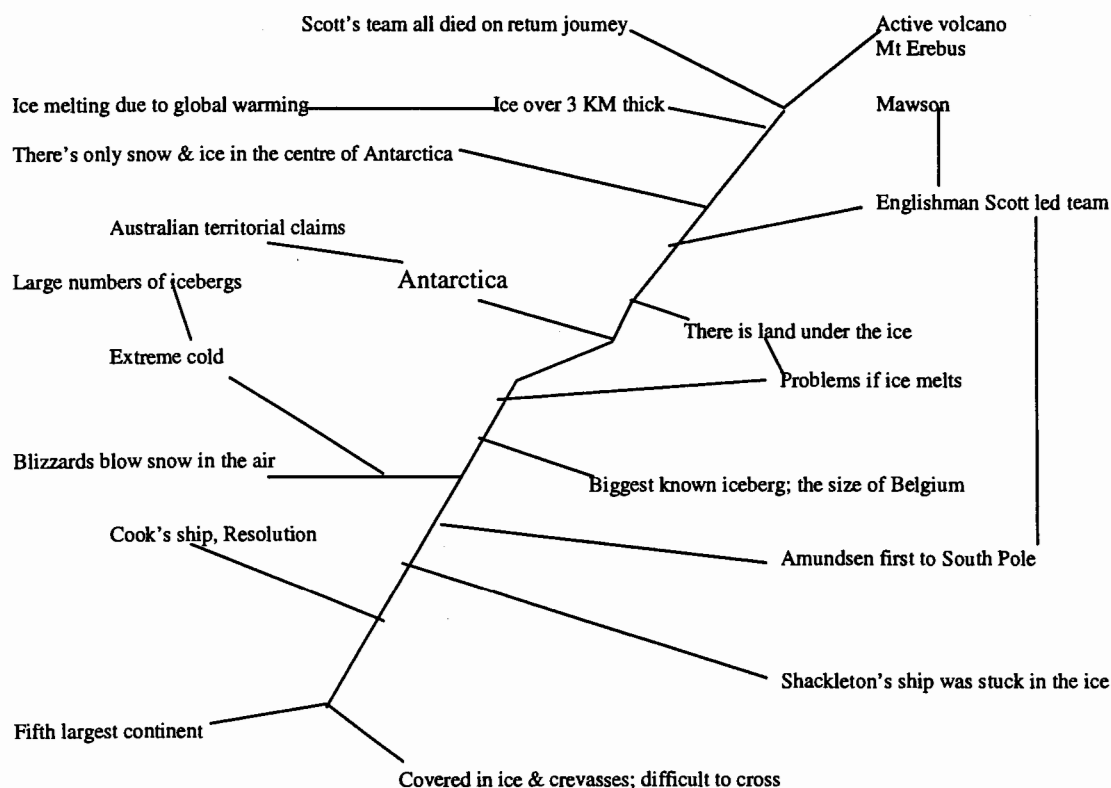 Scott's team all died on return journey
Active volcano
Mt Erebus
Ice melting due to global warming
Ice over 3 KM thick
Mawson
There's only snow & ice in the centre of Antarctica
Englishman Scott led team
Australian territorial claims
Large numbers of icebergs
Antarctica
There is land under the ice
Extreme cold
Problems if ice melts
Blizzards blow snow in the air
Biggest known iceberg; the size of Belgium
Cook's ship, Resolution
Amundsen first to South Pole
Shackleton's ship was stuck in the ice
Fifth largest continent
Covered in ice & crevasses; difficult to cross